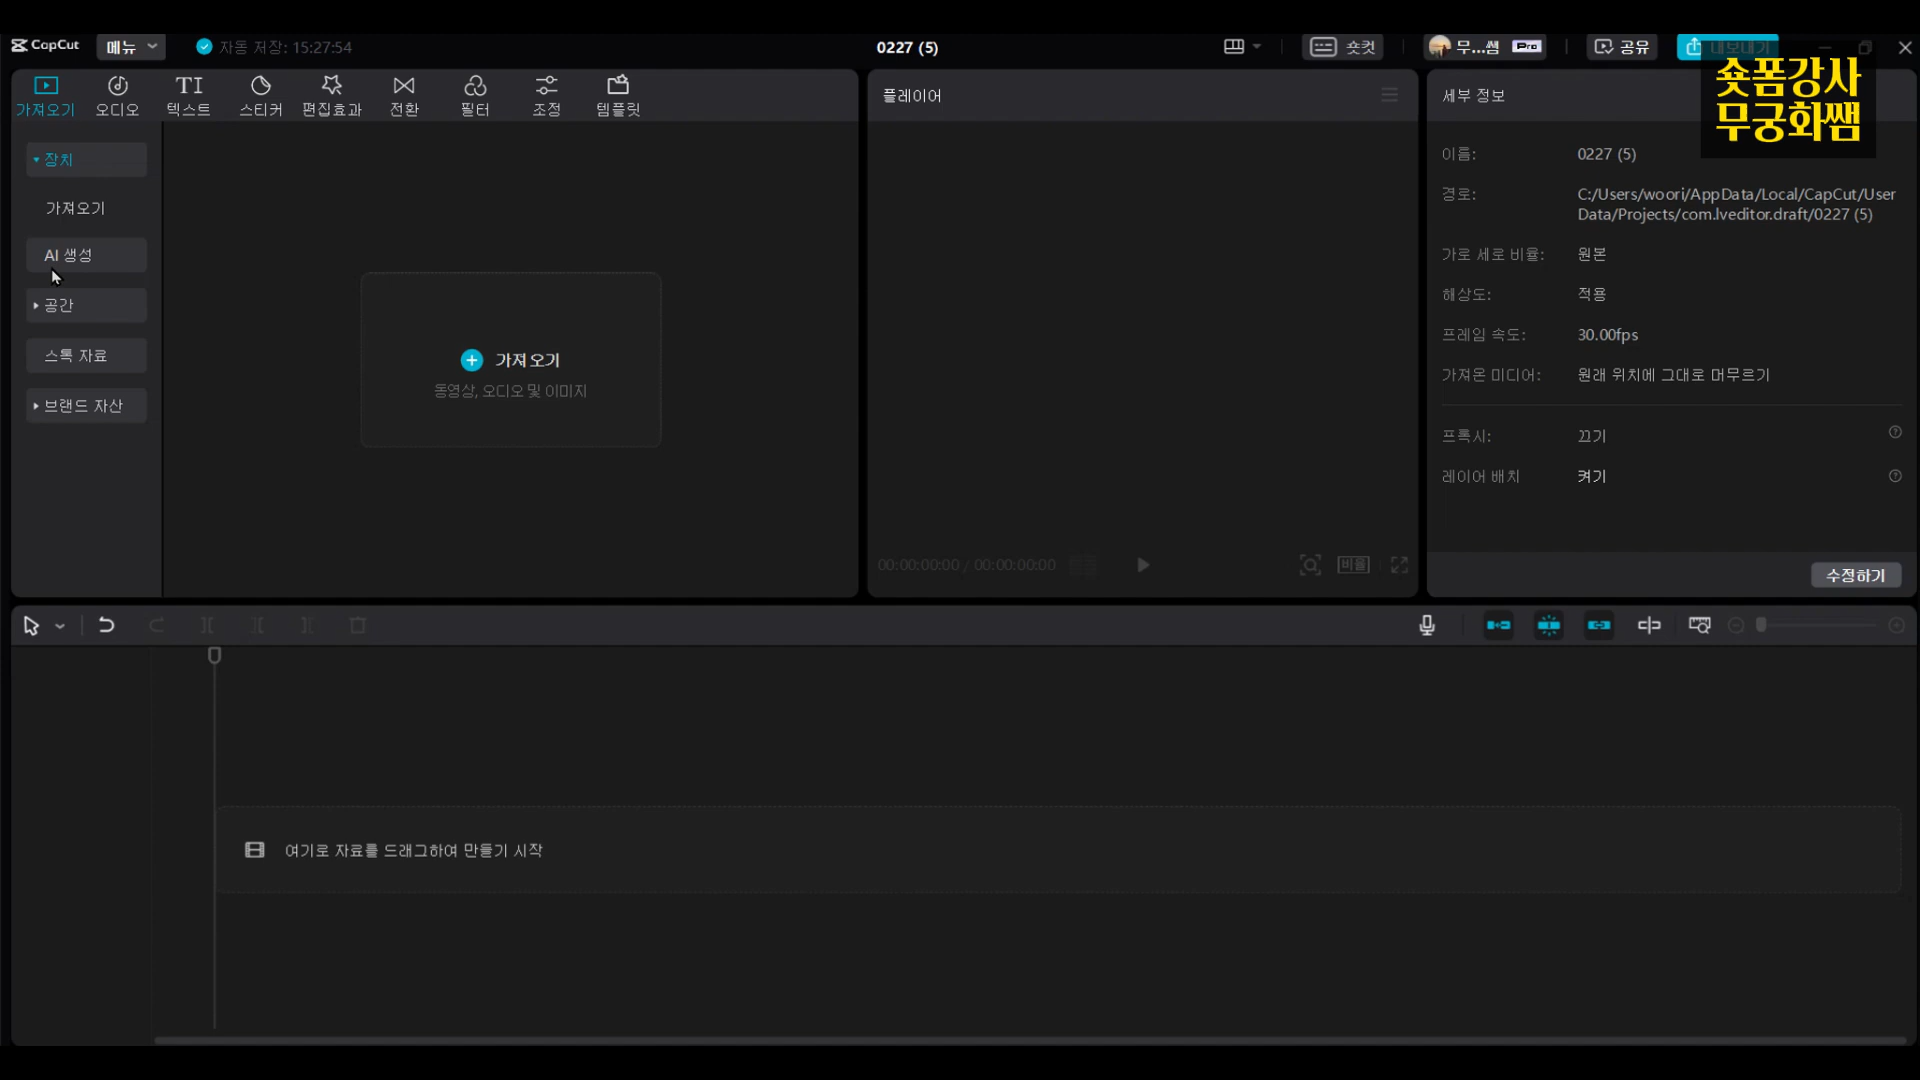 CapCut
메뉴
자동 저장: 15:27:54
0227 (5)
숏컷
무...쌤
Pro
공유
내보내기
숏폼강사
무궁화쌤
가져오기
오디오
TI
텍스트
스티커
편집효과
전환
필터
조정
템플릿
장치
가져오기
AI 생성
공간
스톡 자료
브랜드 자산
가져오기
동영상, 오디오 및 이미지
플레이어
00:00:00:00 / 00:00:00:00
비율
세부 정보
이름: 0227 (5)
경로: C:/Users/woori/AppData/Local/CapCut/User
Data/Projects/com.lveditor.draft/0227 (5)
가로 세로 비율: 원본
해상도: 적용
프레임 속도: 30.00fps
가져온 미디어: 원래 위치에 그대로 머무르기
프록시: 끄기
레이어 배치 켜기
수정하기
여기로 자료를 드래그하여 만들기 시작